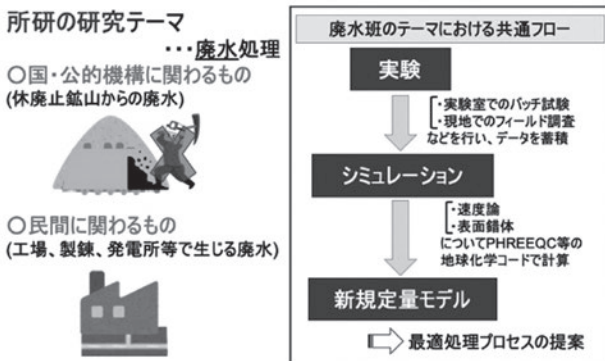 所研の研究テーマ
・・・廃水処理
○国・公的機構に関わるもの
(休廃止鉱山からの廃水)
○民間に関わるもの
(工場、製錬、発電所等で生じる廃水)
廃水班のテーマにおける共通フロー
実験
・実験室でのバッチ試験
・現地でのフィールド調査
などを行い、データを蓄積
シミュレーション
・速度論
・表面錯体
についてPHREEQC等の
地球化学コードで計算
新規定量モデル
最適処理プロセスの提案